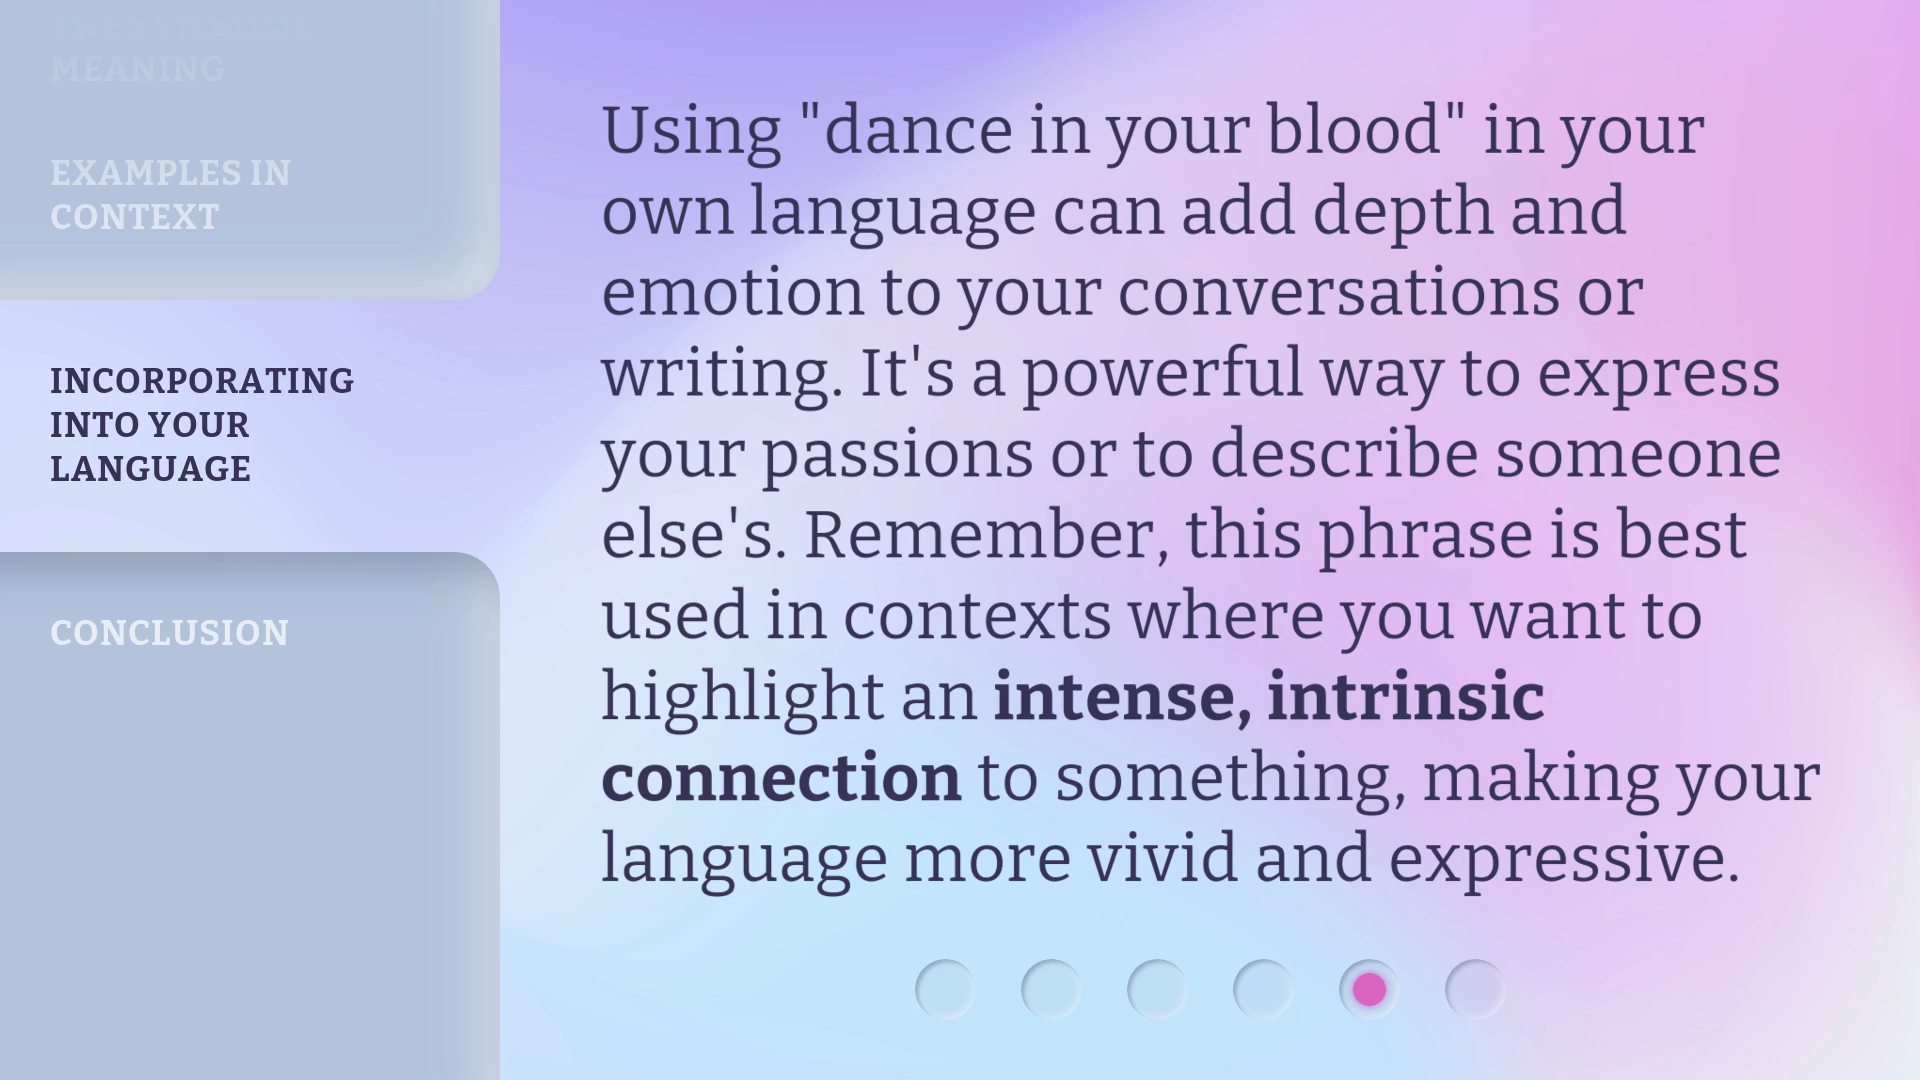 THE SYMBOLIC
MEANING
EXAMPLES IN
CONTEXT
INCORPORATING
INTO YOUR
LANGUAGE
CONCLUSION
Using "dance in your blood" in your
own language can add depth and
emotion to your conversations or
writing. It's a powerful way to express
your passions or to describe someone
else's. Remember, this phrase is best
used in contexts where you want to
highlight an intense, intrinsic
connection to something, making your
language more vivid and expressive.